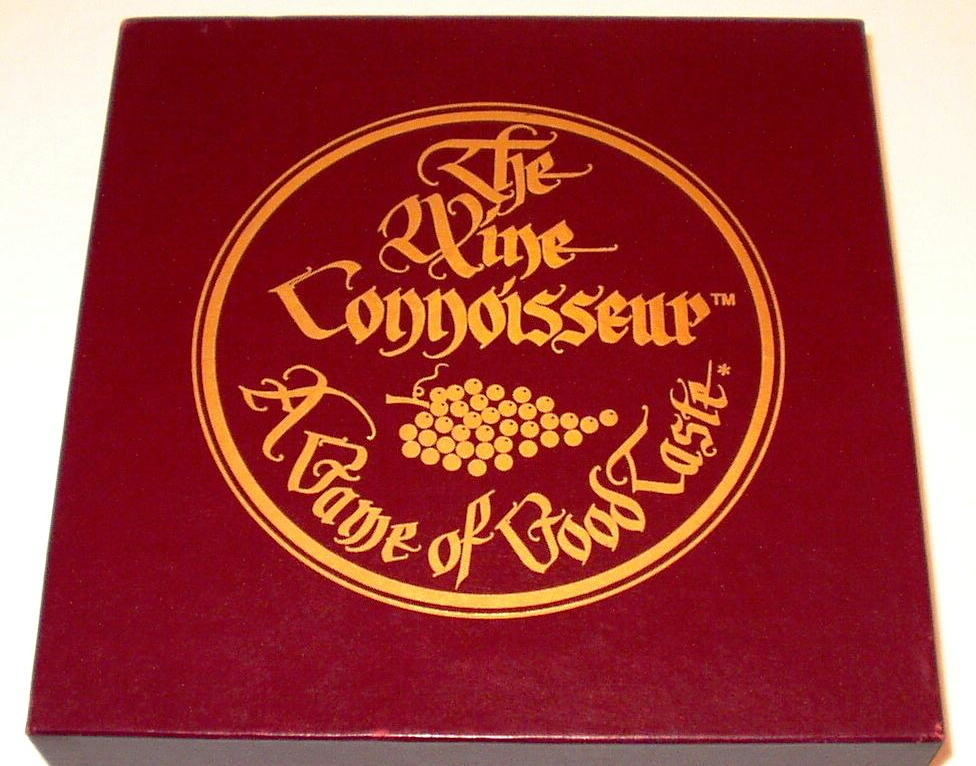 The
Wine
Connoisseur™
A Game of Good Taste*